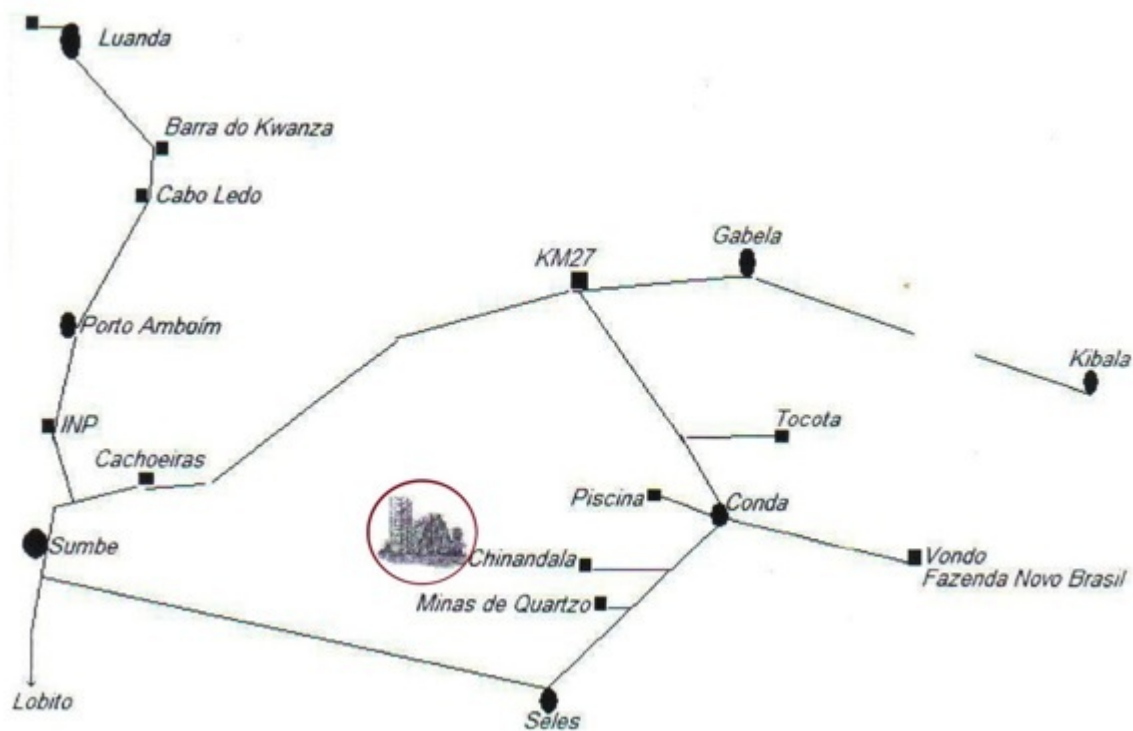 Luanda
Barra do Kwanza
Cabo Ledo
Gabela
KM27
Porto Amboím
Kibala
INP
Tocota
Cachoeiras
Piscina
Conda
Sumbe
Chinandala
Vondo
Fazenda Novo Brasil
Minas de Quartzo
Lobito
Seles